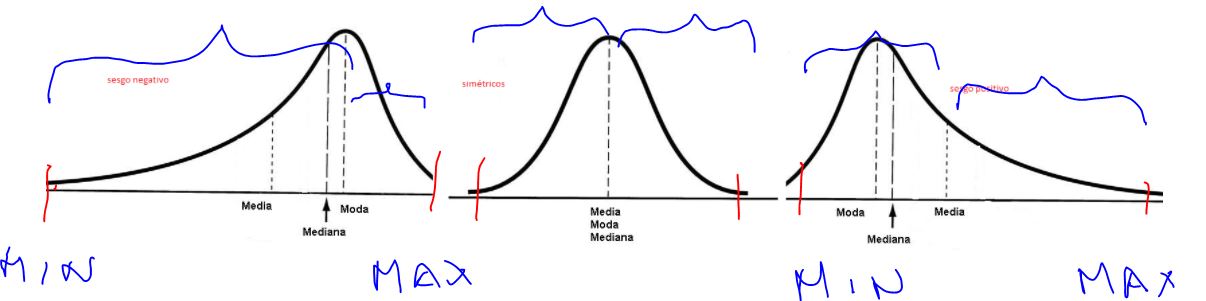 sesgo negativo
Media
Moda
Mediana
MIN
MAX
simétricos
Media
Moda
Mediana
sesgo positivo
Moda
Media
Mediana
MIN
MAX